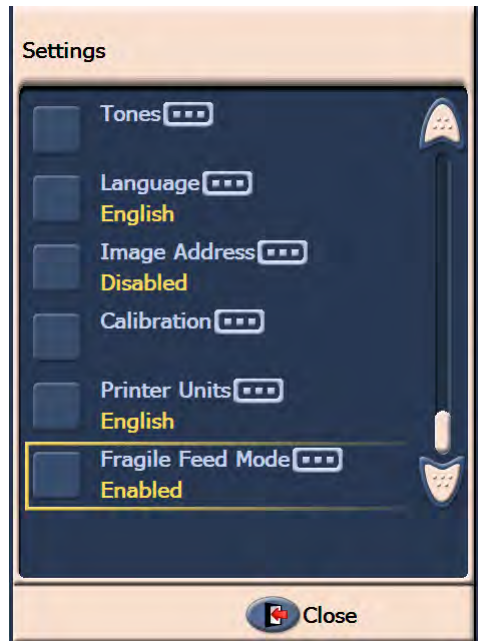 Settings
Tones
Language
English
Image Address
Disabled
Calibration
Printer Units
English
Fragile Feed Mode
Enabled
Close